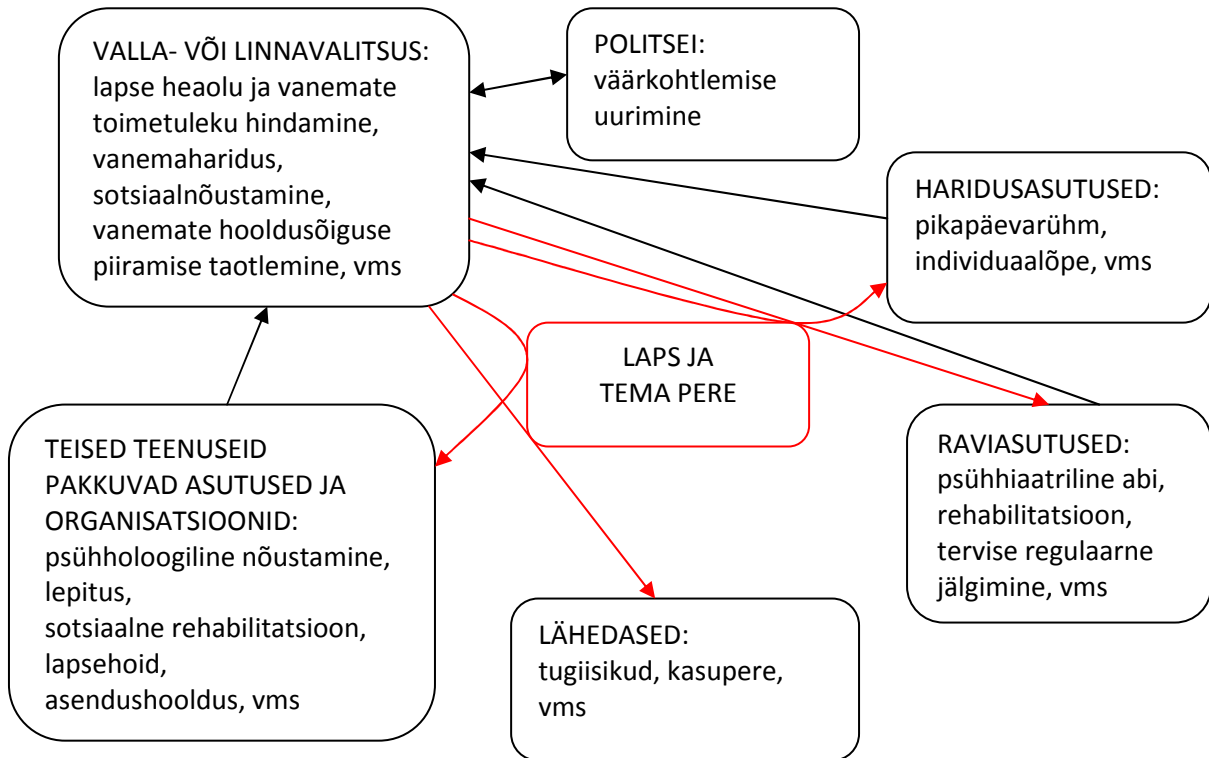 VALLA- VÕI LINNAVALITSUS:
lapse heaolu ja vanemate
toimetuleku hindamine,
vanemaharidus,
sotsiaalnõustamine,
vanemate hooldusõiguse
piiramise taotlemine, vms
POLITSEI:
väärkohtlemise
uurimine
HARIDUSASUTUSED:
pikapäevarühm,
individuaalõpe, vms
LAPS JA
TEMA PERE
TEISED TEENUSEID
PAKKUVAD ASUTUSED JA
ORGANISATSIOONID:
psühholoogiline nõustamine,
lepitus,
sotsiaalne rehabilitatsioon,
lapsehoid,
asendushooldus, vms
RAVIASUTUSED:
psühhiaatriline abi,
rehabilitatsioon,
tervise regulaarne
jälgimine, vms
LÄHEDASED:
tugiisikud, kasupere,
vms